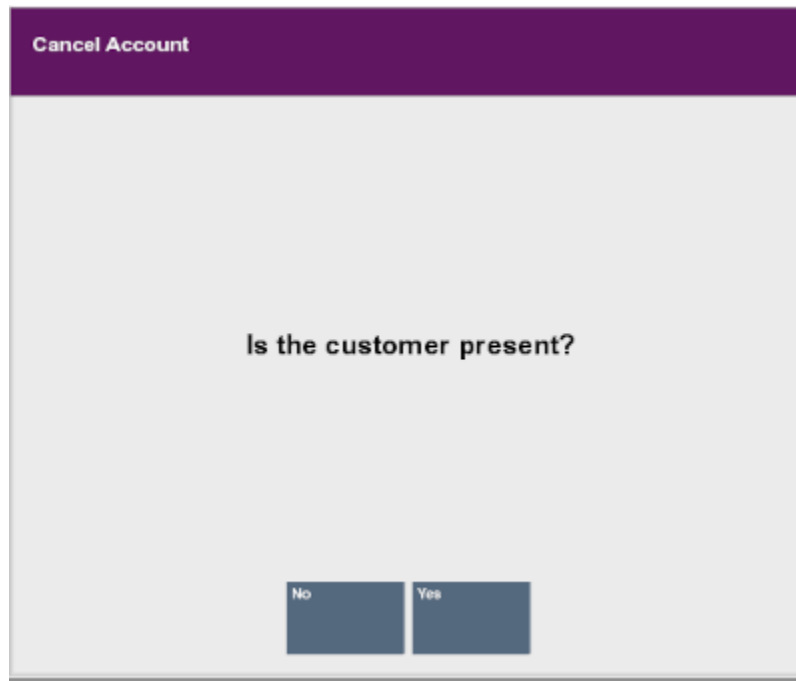 Cancel Account
Is the customer present?
No
Yes